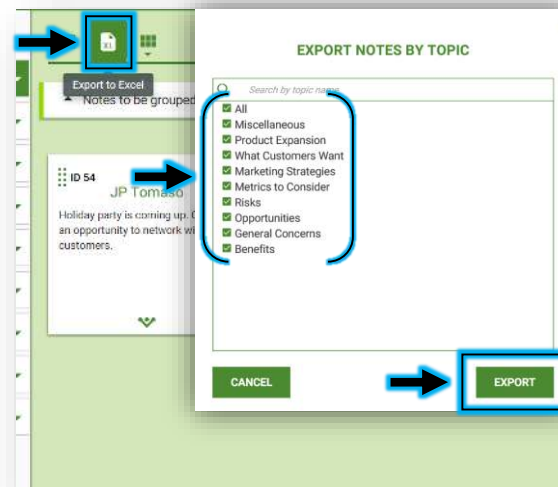 Export to Excel
Notes to be grouped
ID 54
JP Tomaso
Holiday party is coming up.
an opportunity to network wi
customers.
EXPORT NOTES BY TOPIC
Search by topic name
All
Miscellaneous
Product Expansion
What Customers Want
Marketing Strategies
Metrics to Consider
Risks
Opportunities
General Concerns
Benefits
CANCEL
EXPORT